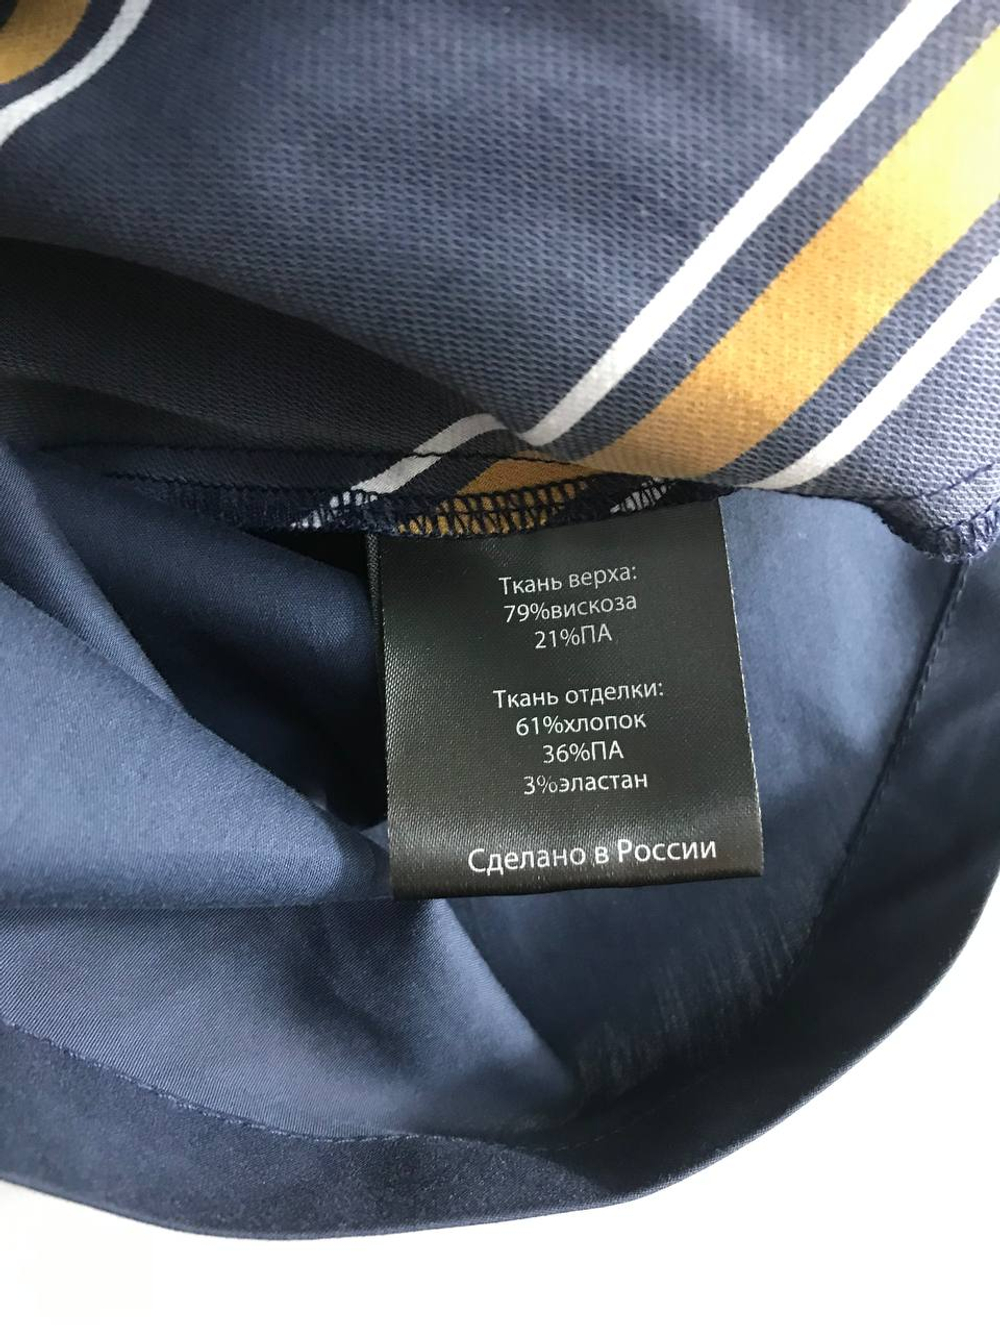 Ткань верха:
79%вискоза
21%ПА
Ткань отделки:
61%хлопок
36%ПА
3%эластан
Сделано в России